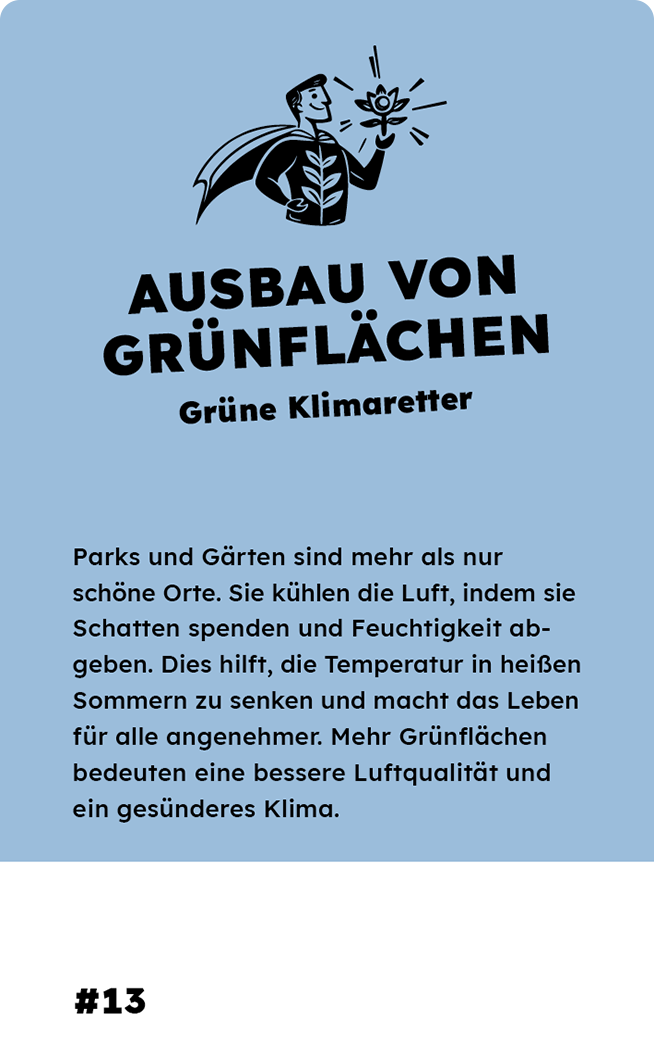 AUSBAU VON
GRÜNFLÄCHEN
Grüne Klimaretter
Parks und Gärten sind mehr als nur
schöne Orte. Sie kühlen die Luft, indem sie
Schatten spenden und Feuchtigkeit ab-
geben. Dies hilft, die Temperatur in heißen
Sommern zu senken und macht das Leben
für alle angenehmer. Mehr Grünflächen
bedeuten eine bessere Luftqualität und
ein gesünderes Klima.
#13